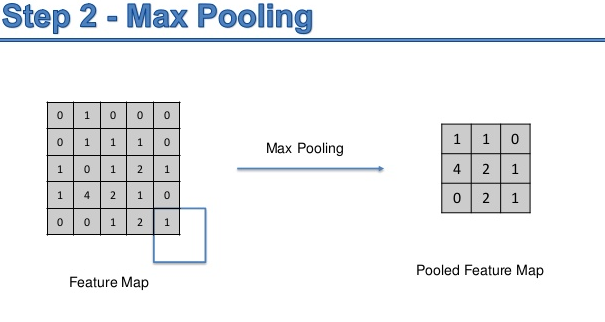 Step 2 - Max Pooling
0 1 0 0 0
0 1 1 1 0
1 0 1 2 1
1 4 2 1 0
0 0 1 2 1
Feature Map
Max Pooling
1 1 0
4 2 1
0 2 1
Pooled Feature Map